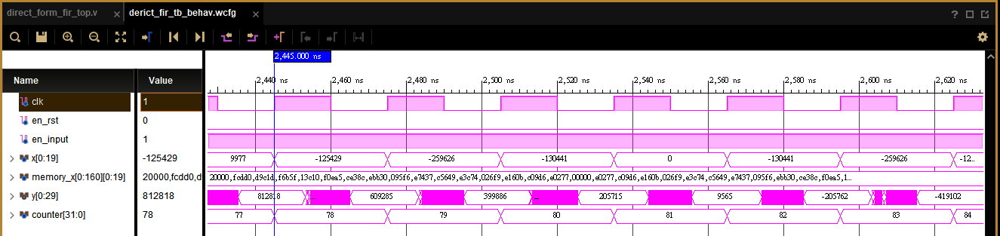 direct_form_fir_top.v × derict_fir_tb_behav.wcfg × ?
2,445.000 ns
Name Value 2,440 ns 2,460 ns 2,480 ns 2,500 ns 2,520 ns 2,540 ns 2,560 ns 2,580 ns 2,600 ns 2,620 ns
clk 1
en_rst 0
en_input 1
x[0:19] -125429 9977 -125429 -259626 -130441 0 -130441 -259626 -12...
memory_x[0:160][0:19] 20000,fcdd0,d 20000,fcdd0,d9c1d,f6b5f,13c10,f0ea5,ce38c,ebb30,095f6,e7437,c5649,e3c74,026f9,e160b,c09d6,e0277,00000,e0277,c09d6,e160b,026f9,e3c74,c5649,e7437,095f6,ebb30,ce38c,f0ea5,1...
y[0:29] 812818 812818 ... 609285 399886 ... 205715 9565 -205762 -419102
counter[31:0] 78 77 78 79 80 81 82 83 84